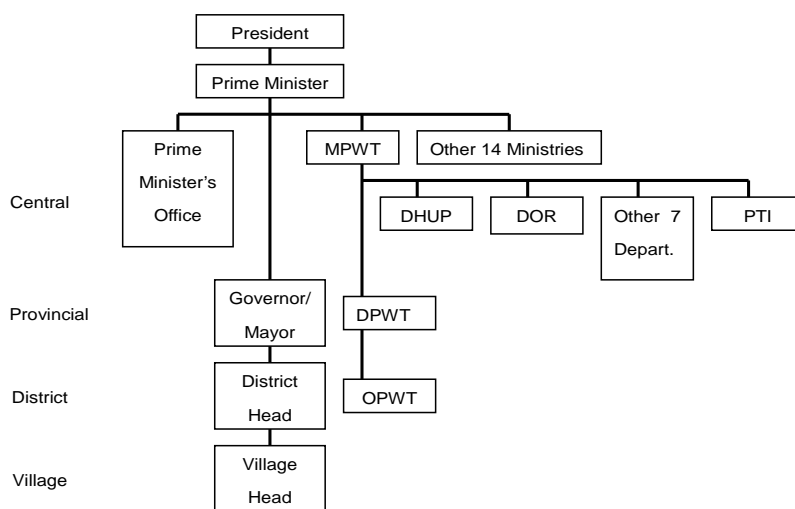 President
Prime Minister
Prime
Minister's
Office
MPWT
Other 14 Ministries
Central
DHUP
DOR
Other 7
Depart.
PTI
Provincial
Governor/
Mayor
DPWT
District
District
Head
OPWT
Village
Village
Head